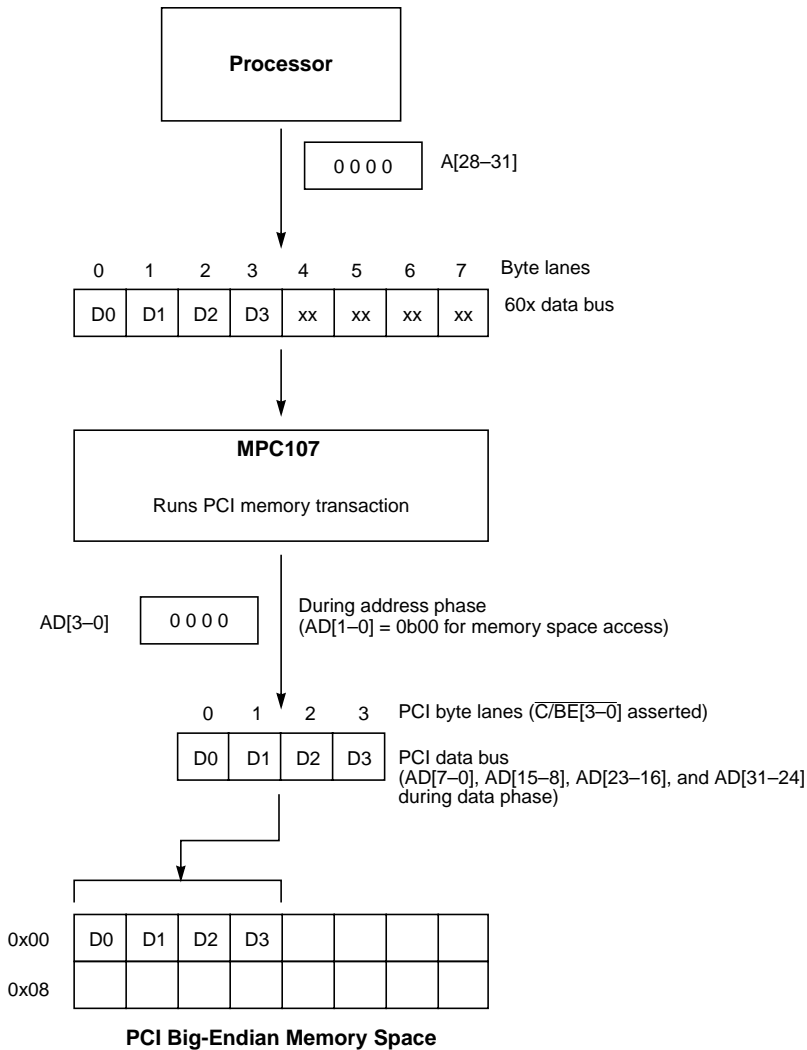 Processor
0 0 0 0 A[28–31]
0 1 2 3 4 5 6 7 Byte lanes
D0 D1 D2 D3 xx xx xx xx 60x data bus
MPC107
Runs PCI memory transaction
AD[3–0] 0 0 0 0 During address phase
(AD[1–0] = 0b00 for memory space access)
0 1 2 3 PCI byte lanes (C/BE[3–0] asserted)
D0 D1 D2 D3 PCI data bus
(AD[7–0], AD[15–8], AD[23–16], and AD[31–24]
during data phase)
0x00 D0 D1 D2 D3
0x08
PCI Big-Endian Memory Space